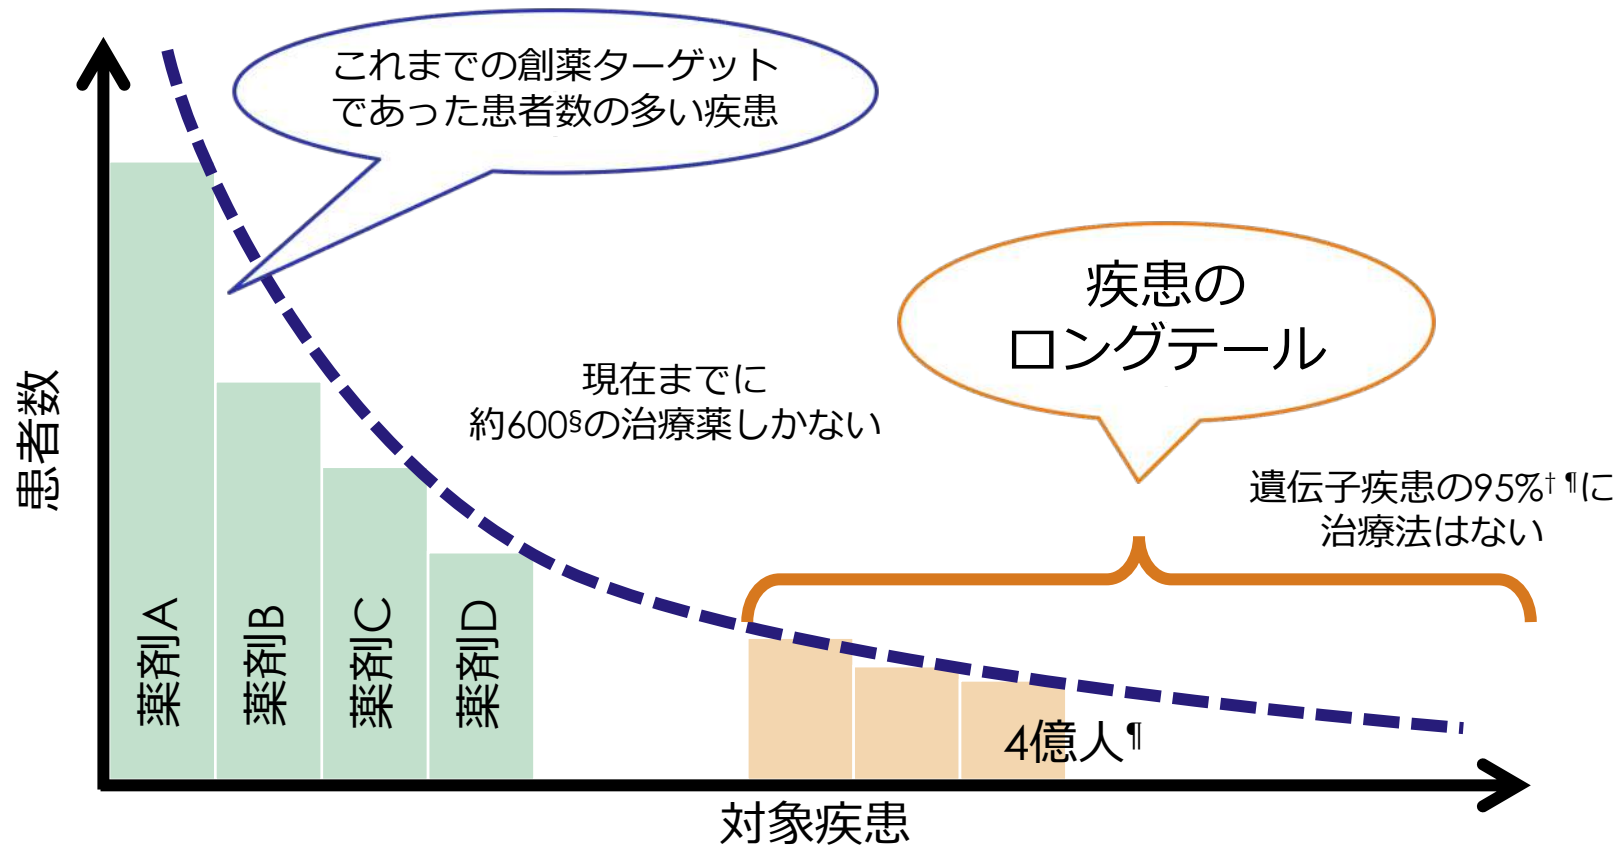 これまでの創薬ターゲット
であった患者数の多い疾患
疾患の
ロングテール
現在までに
約600§の治療薬しかない
遺伝子疾患の95%† ¶に
治療法はない
患者数
薬剤A
薬剤B
薬剤C
薬剤D
4億人¶
対象疾患